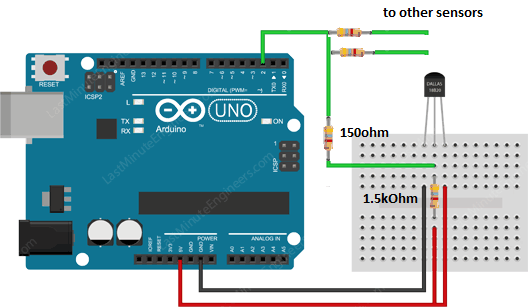 to other sensors
RESET
ICSP2
AREF
GND
13
12
~11
~10
~9
8
7
~6
~5
4
~3
2
TX▸1
RX◂0
DIGITAL (PWM~)
L
TX
RX
Arduino
UNO
ON
1
ICSP
150ohm
DALLAS
18B20
1.5kOhm
LastMinuteEngineers.com
IOREF
RESET
3V3
5V
GND
GND
VIN
POWER
A0
A1
A2
A3
A4
A5
ANALOG IN